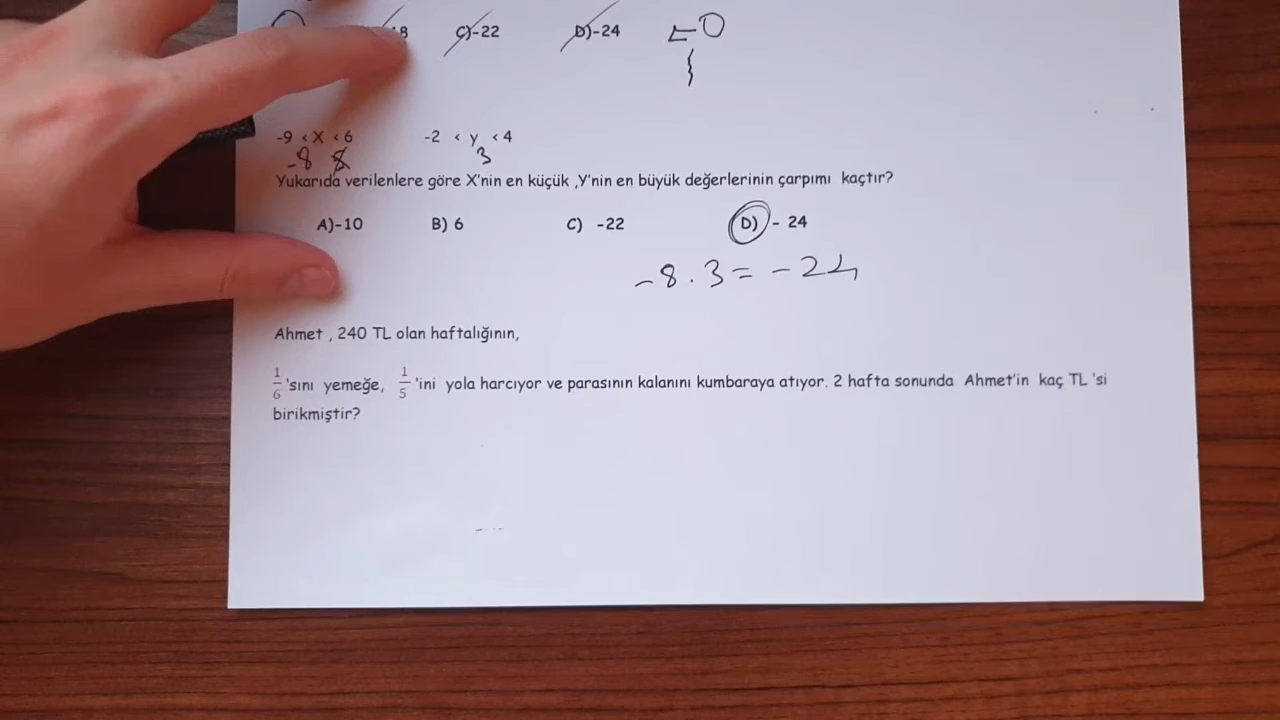 8 C)-22 D)-24
-9 < X < 6 -2 < y < 4
-8 3
Yukarıda verilenlere göre X'nin en küçük ,Y'nin en büyük değerlerinin çarpımı kaçtır?
A)-10 B) 6 C) -22 D) - 24
-8 . 3 = -24
Ahmet , 240 TL olan haftalığının,
1/6 'sını yemeğe, 1/5 'ini yola harcıyor ve parasının kalanını kumbaraya atıyor. 2 hafta sonunda Ahmet'in kaç TL 'si
birikmiştir?